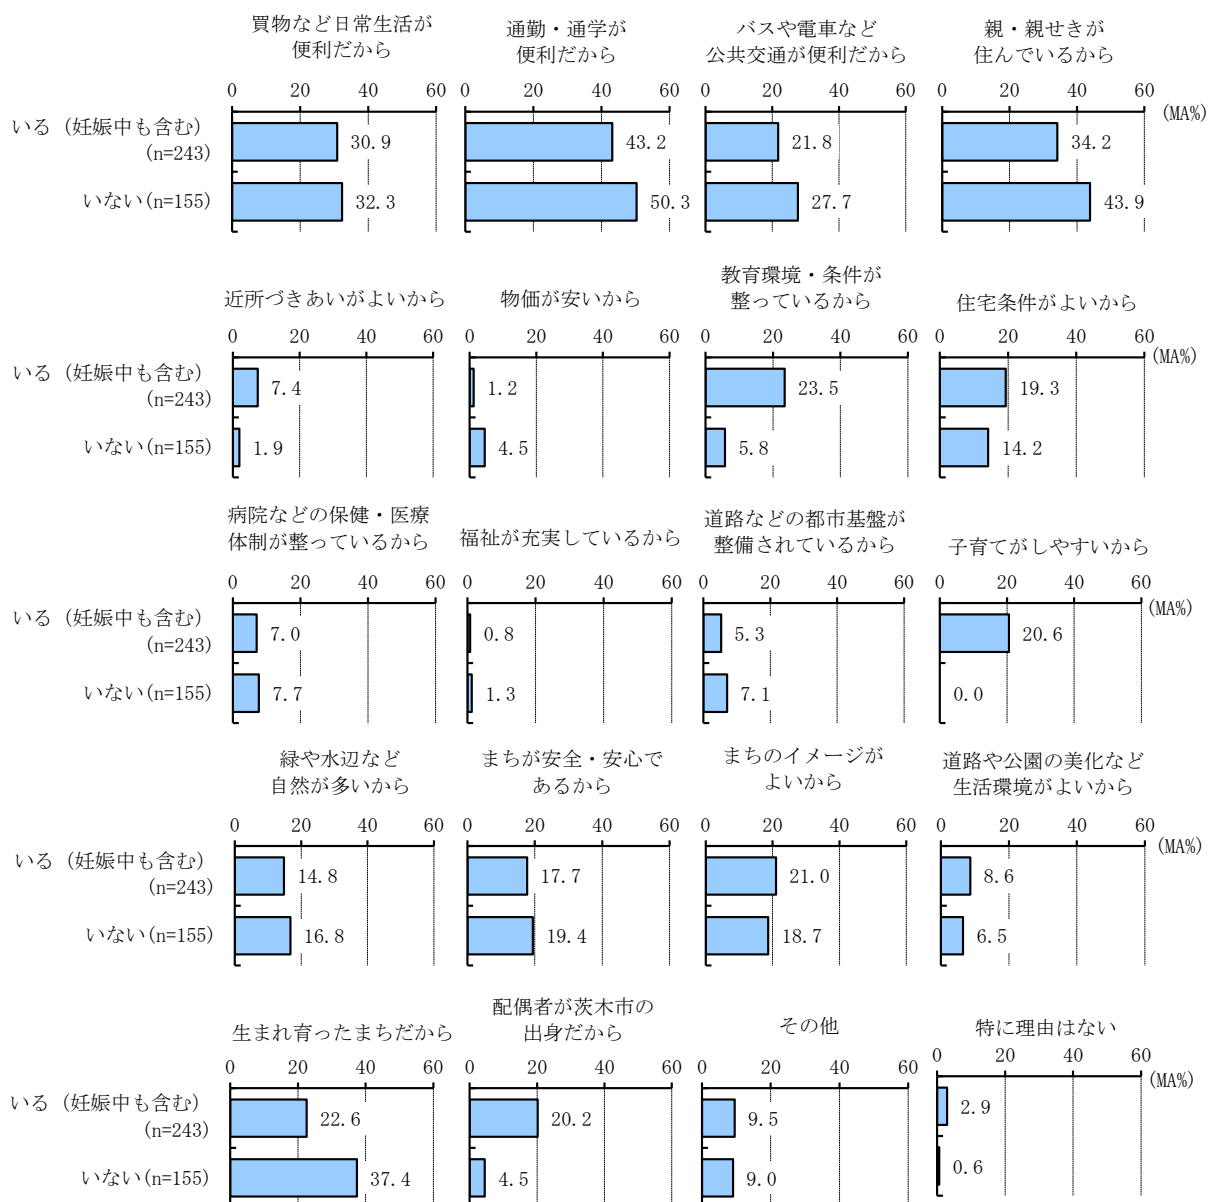 買物など日常生活が
便利だから
通勤・通学が
便利だから
バスや電車など
公共交通が便利だから
親・親せきが
住んでいるから
0 20 40 60
0 20 40 60
0 20 40 60
0 20 40 60
(MA%)
いる（妊娠中も含む）
(n=243)
30.9
43.2
21.8
34.2
いない(n=155)
32.3
50.3
27.7
43.9
近所づきあいがよいから
物価が安いから
教育環境・条件が
整っているから
住宅条件がよいから
0 20 40 60
0 20 40 60
0 20 40 60
0 20 40 60
(MA%)
いる（妊娠中も含む）
(n=243)
7.4
1.2
23.5
19.3
いない(n=155)
1.9
4.5
5.8
14.2
病院などの保健・医療
体制が整っているから
福祉が充実しているから
道路などの都市基盤が
整備されているから
子育てがしやすいから
0 20 40 60
0 20 40 60
0 20 40 60
0 20 40 60
(MA%)
いる（妊娠中も含む）
(n=243)
7.0
0.8
5.3
20.6
いない(n=155)
7.7
1.3
7.1
0.0
緑や水辺など
自然が多いから
まちが安全・安心で
あるから
まちのイメージが
よいから
道路や公園の美化など
生活環境がよいから
0 20 40 60
0 20 40 60
0 20 40 60
0 20 40 60
(MA%)
いる（妊娠中も含む）
(n=243)
14.8
17.7
21.0
8.6
いない(n=155)
16.8
19.4
18.7
6.5
生まれ育ったまちだから
配偶者が茨木市の
出身だから
その他
特に理由はない
0 20 40 60
0 20 40 60
0 20 40 60
0 20 40 60
(MA%)
いる（妊娠中も含む）
(n=243)
22.6
20.2
9.5
2.9
いない(n=155)
37.4
4.5
9.0
0.6